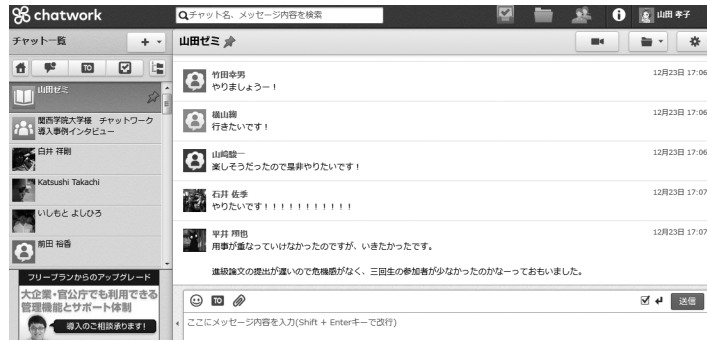 chatwork
チャット名、メッセージ内容を検索
山田 孝子
チャット一覧
山田ゼミ
TO
山田ゼミ
関西学院大学様 チャットワーク
導入事例インタビュー
白井 祥剛
Katsushi Takachi
いしもと よしひろ
前田 裕香
フリープランからのアップグレード
大企業・官公庁でも利用できる
管理機能とサポート体制
導入のご相談承ります!
竹田幸男
12月23日 17:06
やりましょうー!
横山 
12月23日 17:06
行きたいです!
山崎駿一
12月23日 17:06
楽しそうだったので是非やりたいです!
石井 佐季
12月23日 17:07
やりたいです!!!!!!!!!!!
平井 翔也
12月23日 17:07
用事が重なっていけなかったのですが、いきたかったです。
進級論文の提出が遅いので危機感がなく、三回生の参加者が少なかったのかなーっておもいました。
TO
送信
ここにメッセージ内容を入力(Shift + Enterキーで改行)